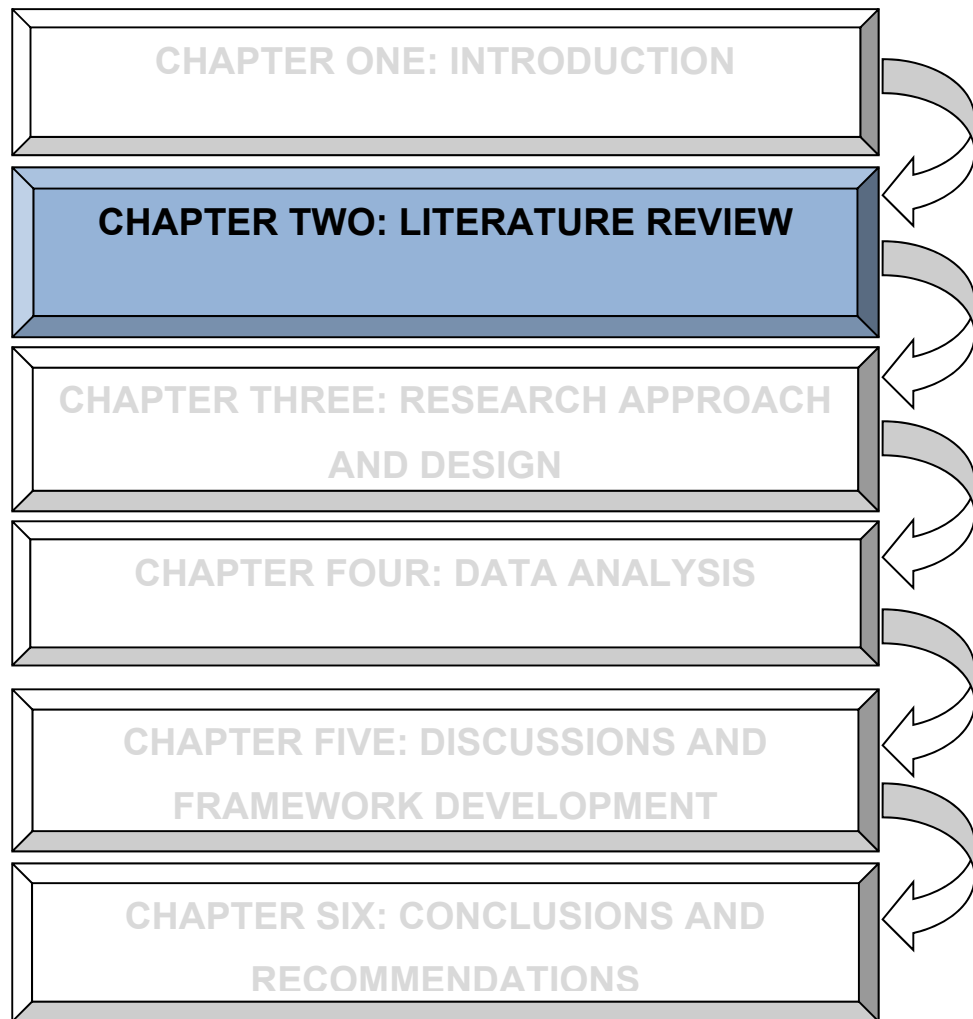 CHAPTER ONE: INTRODUCTION
CHAPTER TWO: LITERATURE REVIEW
CHAPTER THREE: RESEARCH APPROACH
AND DESIGN
CHAPTER FOUR: DATA ANALYSIS
CHAPTER FIVE: DISCUSSIONS AND
FRAMEWORK DEVELOPMENT
CHAPTER SIX: CONCLUSIONS AND
RECOMMENDATIONS